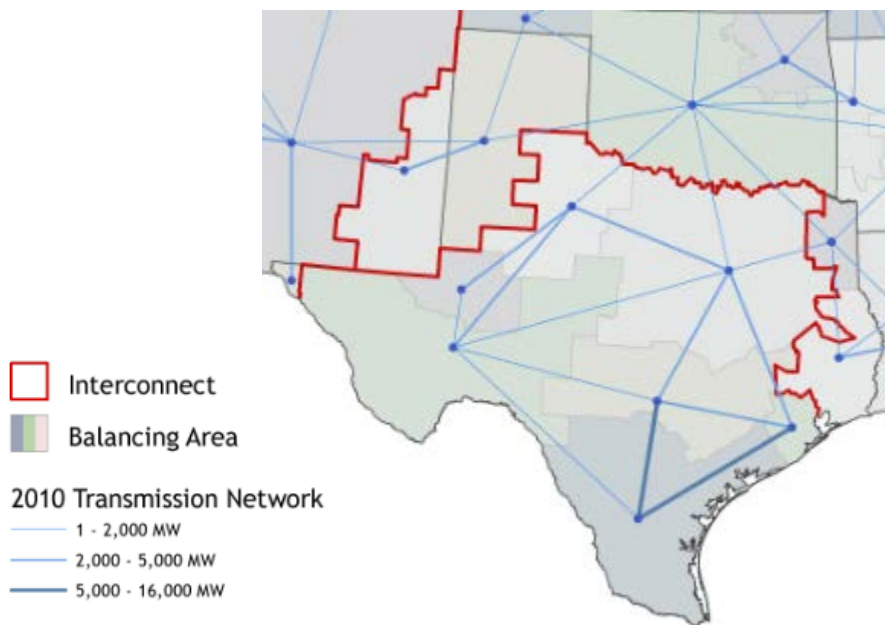 Interconnect
Balancing Area
2010 Transmission Network
1 - 2,000 MW
2,000 - 5,000 MW
5,000 - 16,000 MW